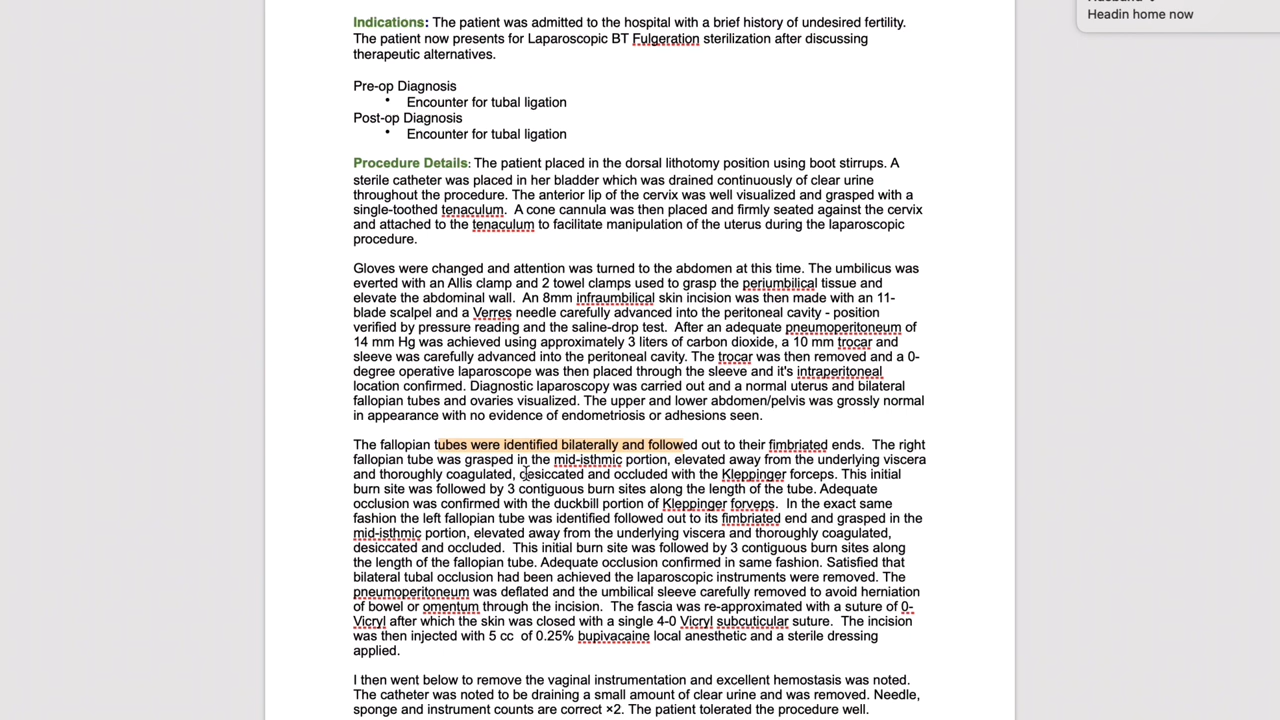 Headin home now
Indications: The patient was admitted to the hospital with a brief history of undesired fertility.
The patient now presents for Laparoscopic BT Fulgeration sterilization after discussing
therapeutic alternatives.
Pre-op Diagnosis
• Encounter for tubal ligation
Post-op Diagnosis
• Encounter for tubal ligation
Procedure Details: The patient placed in the dorsal lithotomy position using boot stirrups. A
sterile catheter was placed in her bladder which was drained continuously of clear urine
throughout the procedure. The anterior lip of the cervix was well visualized and grasped with a
single-toothed tenaculum.  A cone cannula was then placed and firmly seated against the cervix
and attached to the tenaculum to facilitate manipulation of the uterus during the laparoscopic
procedure.
Gloves were changed and attention was turned to the abdomen at this time. The umbilicus was
everted with an Allis clamp and 2 towel clamps used to grasp the periumbilical tissue and
elevate the abdominal wall.  An 8mm infraumbilical skin incision was then made with an 11-
blade scalpel and a Verres needle carefully advanced into the peritoneal cavity - position
verified by pressure reading and the saline-drop test.  After an adequate pneumoperitoneum of
14 mm Hg was achieved using approximately 3 liters of carbon dioxide, a 10 mm trocar and
sleeve was carefully advanced into the peritoneal cavity. The trocar was then removed and a 0-
degree operative laparoscope was then placed through the sleeve and it's intraperitoneal
location confirmed. Diagnostic laparoscopy was carried out and a normal uterus and bilateral
fallopian tubes and ovaries visualized. The upper and lower abdomen/pelvis was grossly normal
in appearance with no evidence of endometriosis or adhesions seen.
The fallopian tubes were identified bilaterally and followed out to their fimbriated ends.  The right
fallopian tube was grasped in the mid-isthmic portion, elevated away from the underlying viscera
and thoroughly coagulated, desiccated and occluded with the Kleppinger forceps. This initial
burn site was followed by 3 contiguous burn sites along the length of the tube. Adequate
occlusion was confirmed with the duckbill portion of Kleppinger forveps.  In the exact same
fashion the left fallopian tube was identified followed out to its fimbriated end and grasped in the
mid-isthmic portion, elevated away from the underlying viscera and thoroughly coagulated,
desiccated and occluded.  This initial burn site was followed by 3 contiguous burn sites along
the length of the fallopian tube. Adequate occlusion confirmed in same fashion. Satisfied that
bilateral tubal occlusion had been achieved the laparoscopic instruments were removed. The
pneumoperitoneum was deflated and the umbilical sleeve carefully removed to avoid herniation
of bowel or omentum through the incision.  The fascia was re-approximated with a suture of 0-
Vicryl after which the skin was closed with a single 4-0 Vicryl subcuticular suture.  The incision
was then injected with 5 cc  of 0.25% bupivacaine local anesthetic and a sterile dressing
applied.
I then went below to remove the vaginal instrumentation and excellent hemostasis was noted.
The catheter was noted to be draining a small amount of clear urine and was removed. Needle,
sponge and instrument counts are correct ×2. The patient tolerated the procedure well.